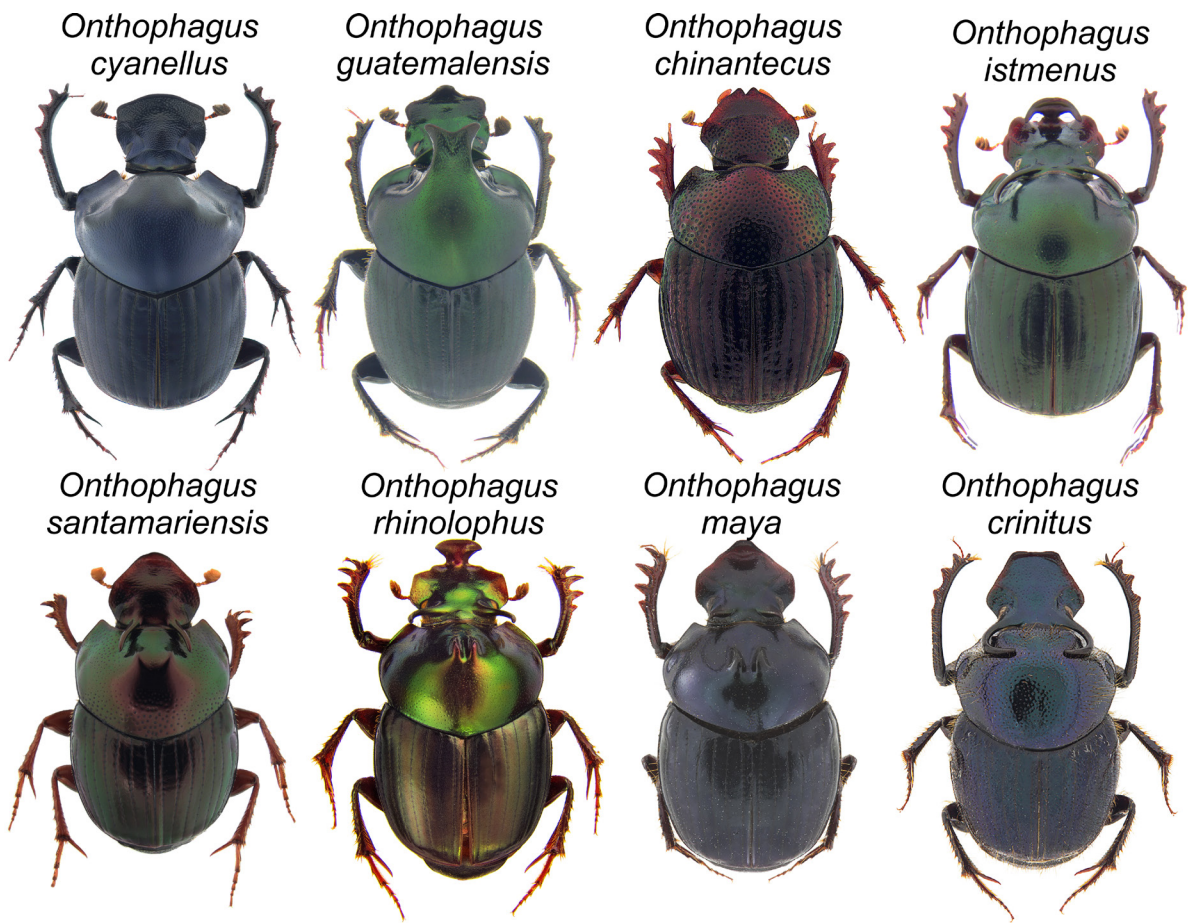 Onthophagus
cyanellus
Onthophagus
guatemalensis
Onthophagus
chinantecus
Onthophagus
istmenus
Onthophagus
santamariensis
Onthophagus
rhinolophus
Onthophagus
maya
Onthophagus
crinitus